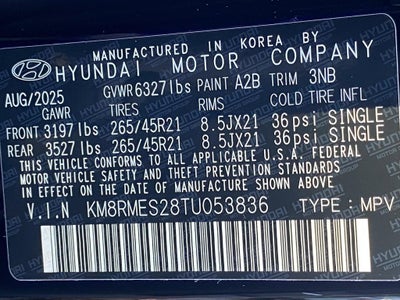 MANUFACTURED IN KOREA BY
HYUNDAI MOTOR COMPANY
AUG/2025 GVWR 6327 lbs PAINT A2B TRIM 3NB
GAWR TIRES RIMS COLD TIRE INFL
FRONT 3197 lbs 265/45R21 8.5JX21 36psi SINGLE
REAR 3527 lbs 265/45R21 8.5JX21 36psi SINGLE
THIS VEHICLE CONFORMS TO ALL APPLICABLE U.S.A. FEDERAL
MOTOR VEHICLE SAFETY AND THEFT PREVENTION STANDARDS
IN EFFECT ON THE DATE OF MANUFACTURE SHOWN ABOVE.
V.I.N KM8RMES28TU053836 TYPE : MPV